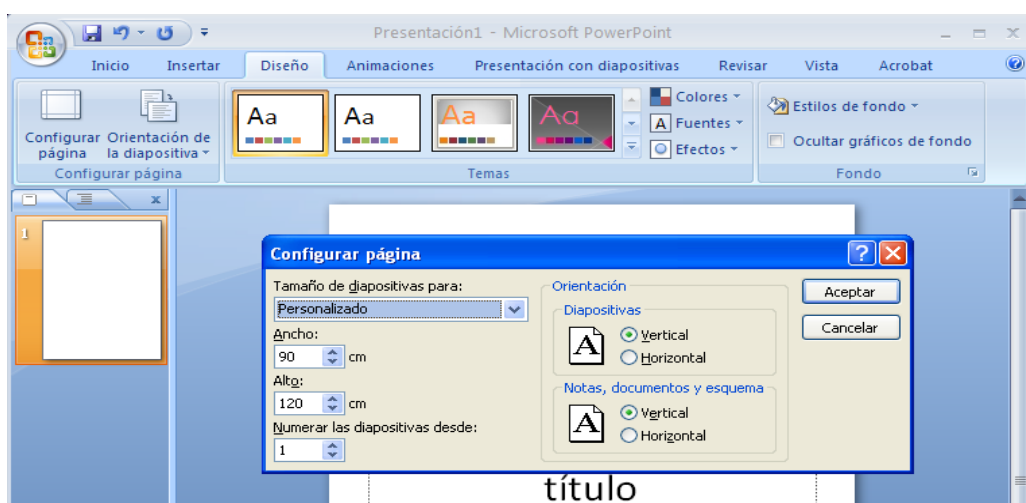 Presentación1 - Microsoft PowerPoint
Inicio Insertar Diseño Animaciones Presentación con diapositivas Revisar Vista Acrobat
Configurar página
Orientación de la diapositiva
Configurar página
Aa Aa Aa Aa
Colores
Fuentes
Efectos
Temas
Estilos de fondo
Ocultar gráficos de fondo
Fondo
1
Configurar página
Tamaño de diapositivas para:
Personalizado
Ancho:
90 cm
Alto:
120 cm
Numerar las diapositivas desde:
1
Orientación
Diapositivas
A
Vertical
Horizontal
Notas, documentos y esquema
A
Vertical
Horizontal
Aceptar
Cancelar
título